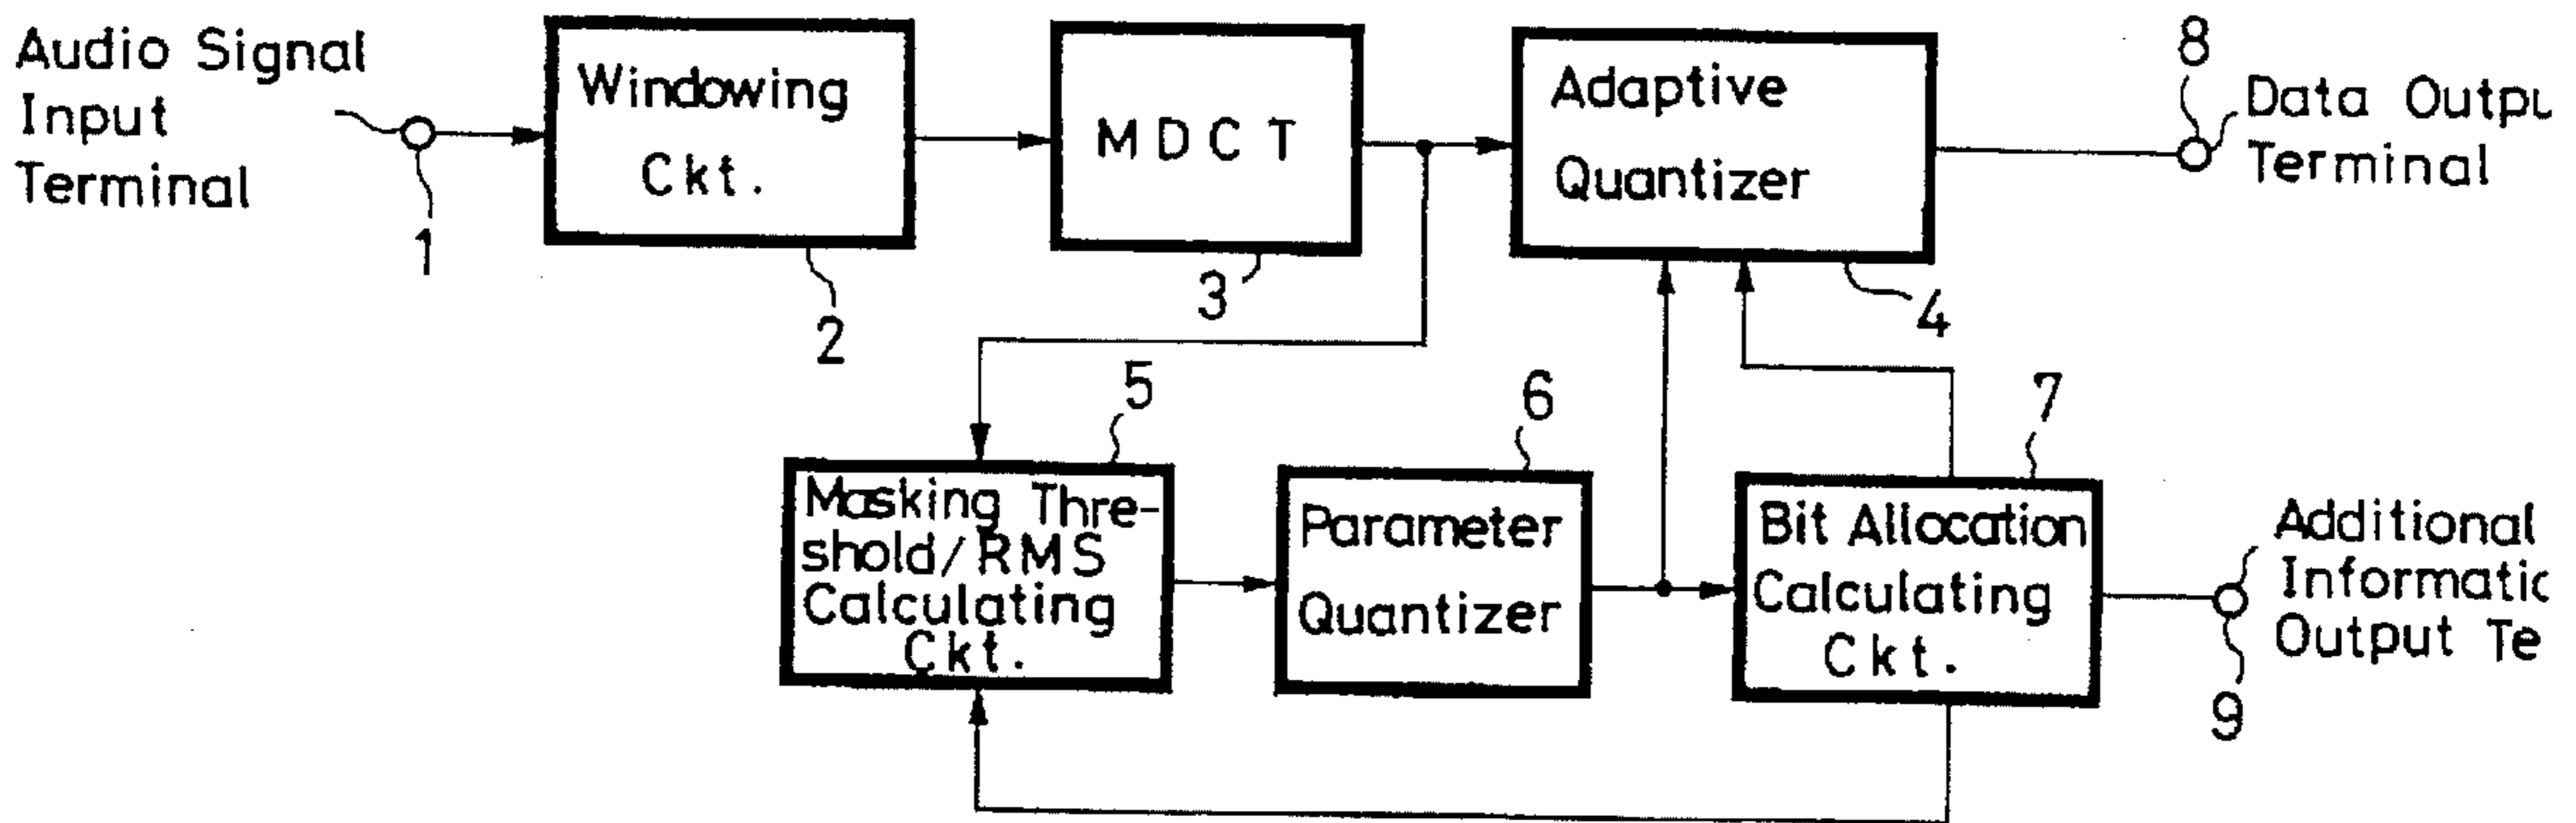 Audio Signal
Input
Terminal
1
Windowing
Ckt.
2
MDCT
3
Adaptive
Quantizer
4
8
Data Outpu
Terminal
5
Masking Thre-
shold/RMS
Calculating
Ckt.
6
Parameter
Quantizer
7
Bit Allocation
Calculating
Ckt.
Additional
Informatic
Output Te
9